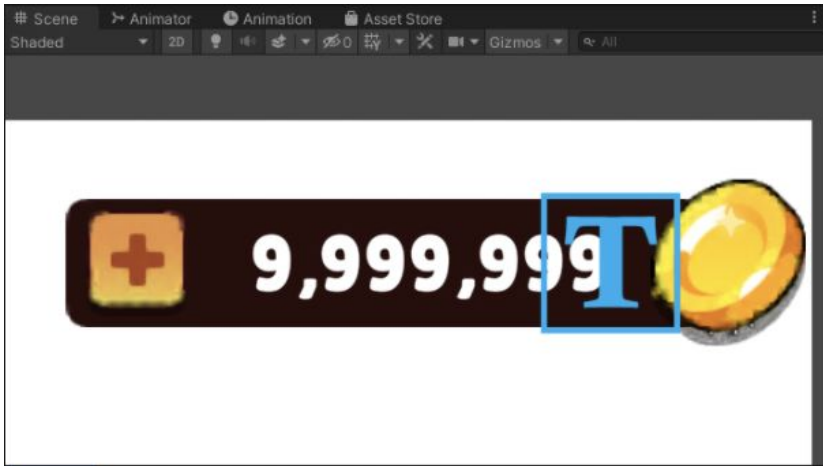 Scene Animator Animation Asset Store
Shaded 2D 0 Gizmos All
9,999,999
T